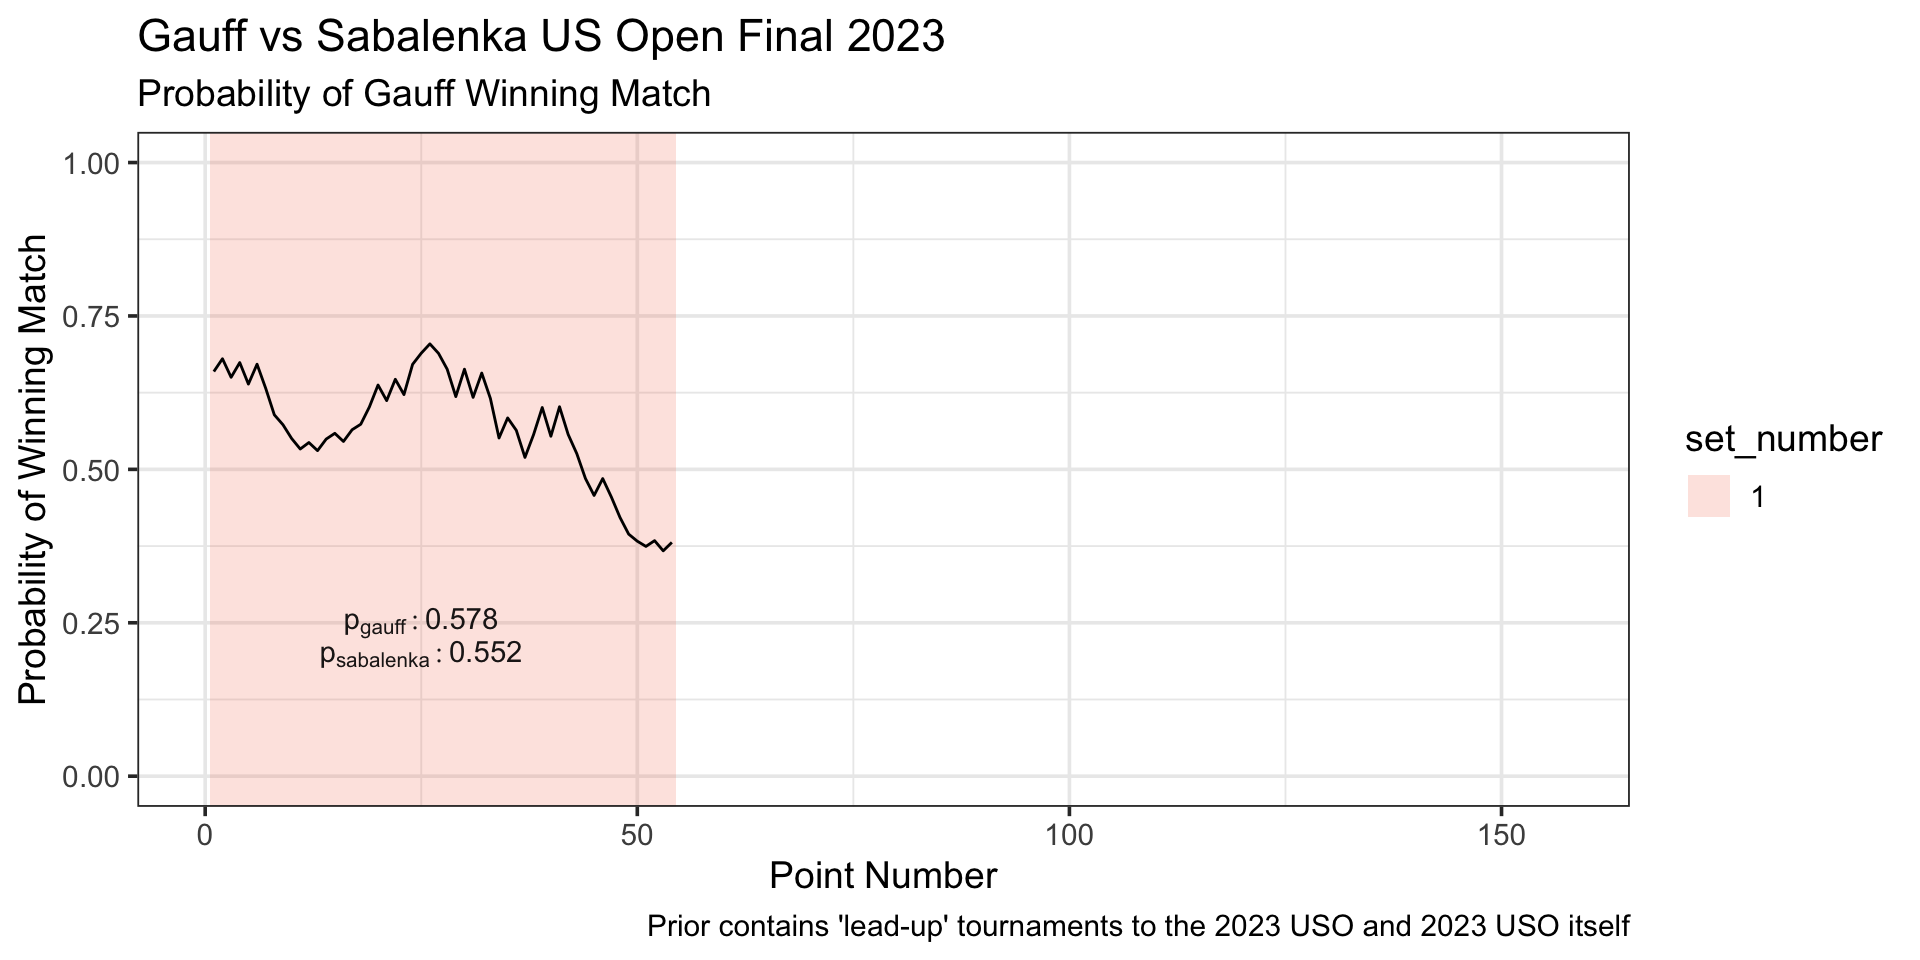 Gauff vs Sabalenka US Open Final 2023
Probability of Gauff Winning Match
Probability of Winning Match
1.00
0.75
0.50
0.25
0.00
p_gauff : 0.578
p_sabalenka : 0.552
0 50 100 150
Point Number
set_number
1
Prior contains 'lead-up' tournaments to the 2023 USO and 2023 USO itself